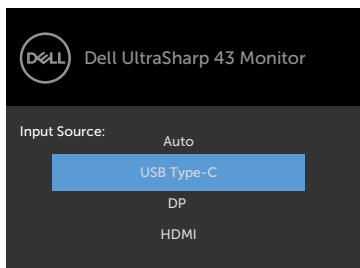 DELL Dell UltraSharp 43 Monitor
Input Source:
Auto
USB Type-C
DP
HDMI